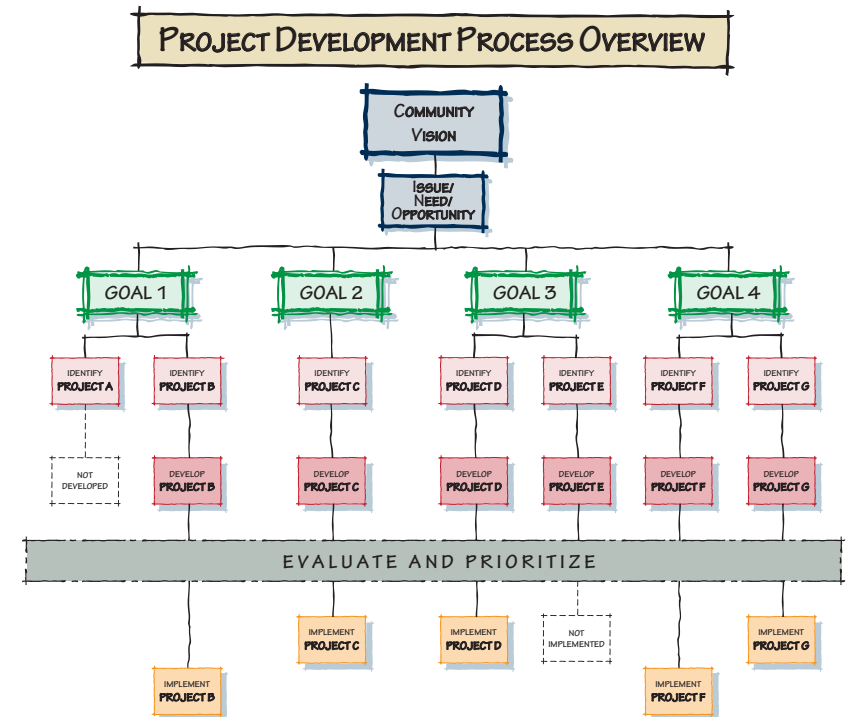 PROJECT DEVELOPMENT PROCESS OVERVIEW
COMMUNITY
VISION
ISSUE/
NEED/
OPPORTUNITY
GOAL 1
GOAL 2
GOAL 3
GOAL 4
IDENTIFY
PROJECT A
IDENTIFY
PROJECT B
IDENTIFY
PROJECT C
IDENTIFY
PROJECT D
IDENTIFY
PROJECT E
IDENTIFY
PROJECT F
IDENTIFY
PROJECT G
NOT
DEVELOPED
DEVELOP
PROJECT B
DEVELOP
PROJECT C
DEVELOP
PROJECT D
DEVELOP
PROJECT E
DEVELOP
PROJECT F
DEVELOP
PROJECT G
EVALUATE AND PRIORITIZE
IMPLEMENT
PROJECT C
IMPLEMENT
PROJECT D
NOT
IMPLEMENTED
IMPLEMENT
PROJECT G
IMPLEMENT
PROJECT B
IMPLEMENT
PROJECT F